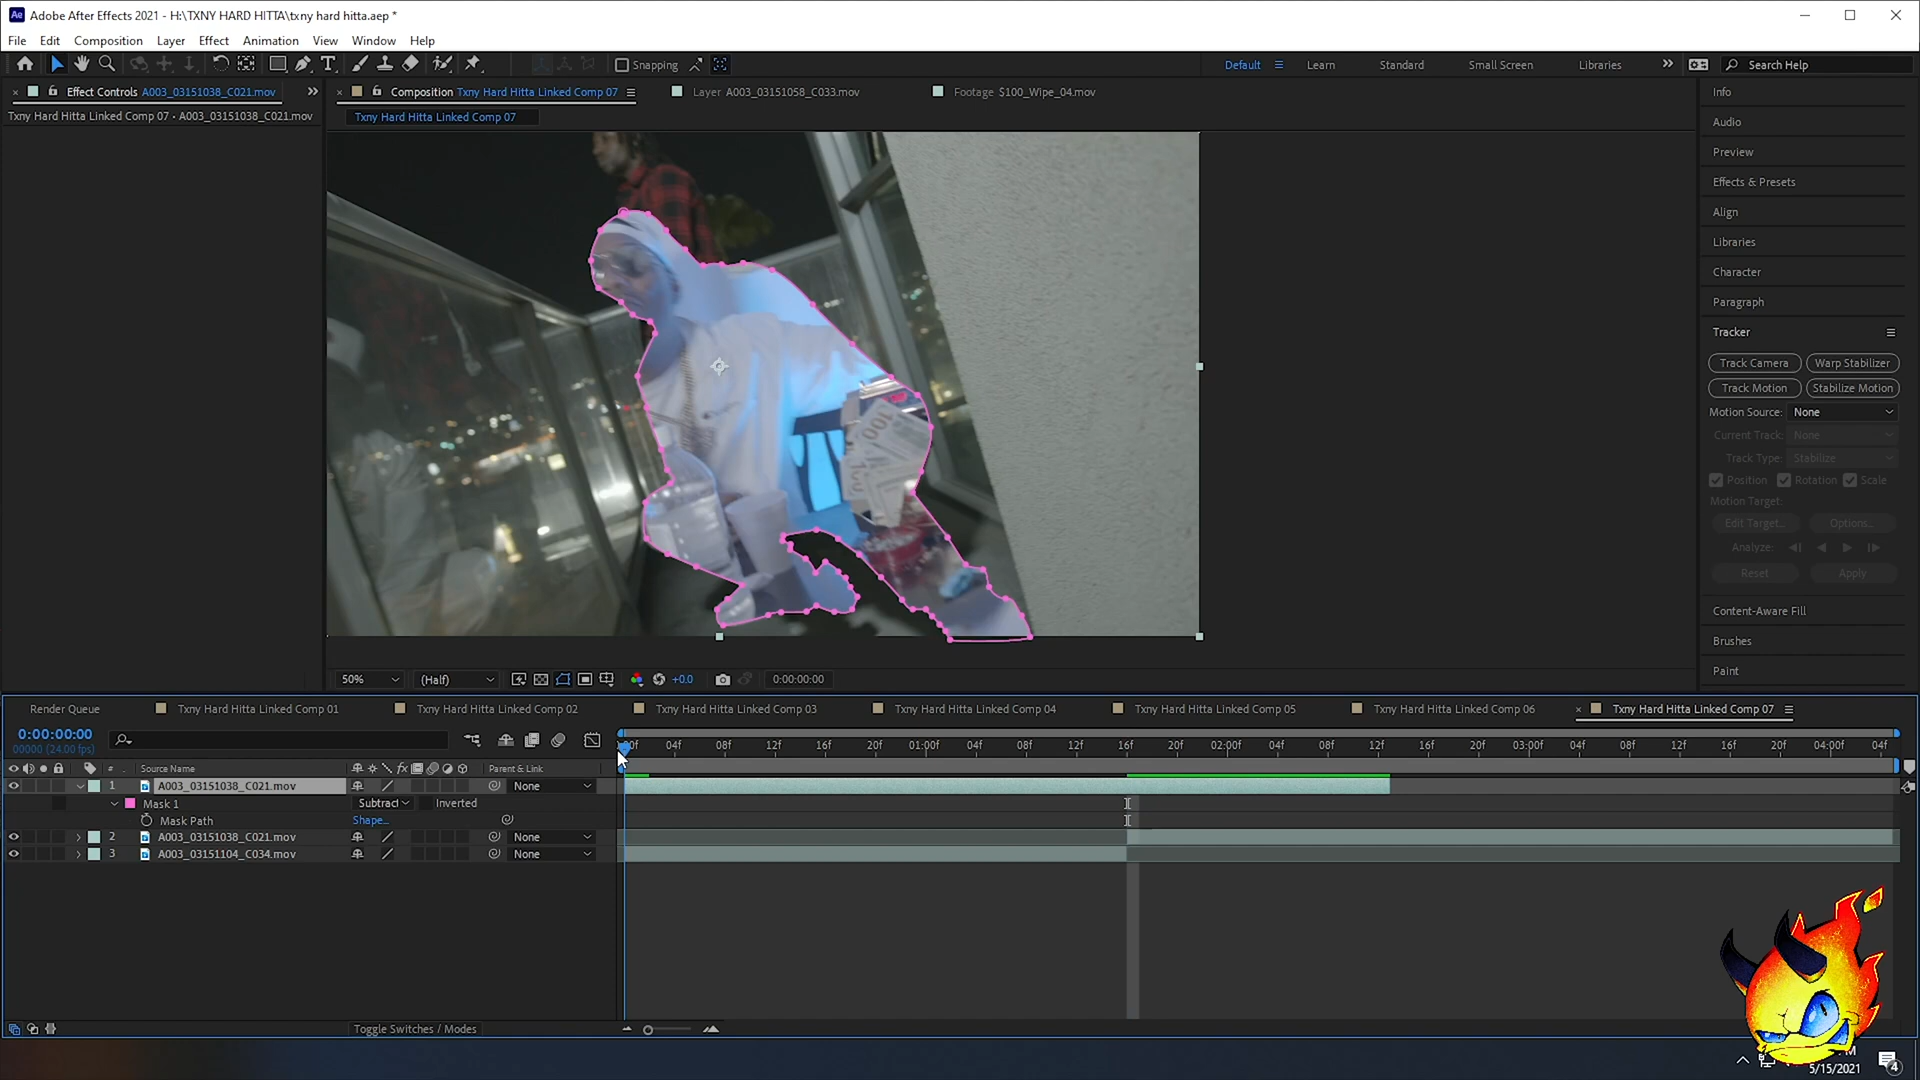 Ae Adobe After Effects 2021 - H:\TXNY HARD HITTA\txny hard hitta.aep *
File Edit Composition Layer Effect Animation View Window Help
Snapping Default Learn Standard Small Screen Libraries Search Help
Effect Controls A003_03151038_C021.mov
Composition Txny Hard Hitta Linked Comp 07
Layer A003_03151058_C033.mov
Footage $100_Wipe_04.mov
Txny Hard Hitta Linked Comp 07 • A003_03151038_C021.mov
Txny Hard Hitta Linked Comp 07
Info
Audio
Preview
Effects & Presets
Align
Libraries
Character
Paragraph
Tracker
Track Camera Warp Stabilizer
Track Motion Stabilize Motion
Motion Source: None
Current Track: None
Track Type: Stabilize
Position Rotation Scale
Motion Target:
Edit Target... Options...
Analyze:
Reset Apply
Content-Aware Fill
Brushes
Paint
100
50% (Half) +0.0 0:00:00:00
Render Queue Txny Hard Hitta Linked Comp 01 Txny Hard Hitta Linked Comp 02 Txny Hard Hitta Linked Comp 03 Txny Hard Hitta Linked Comp 04 Txny Hard Hitta Linked Comp 05 Txny Hard Hitta Linked Comp 06 Txny Hard Hitta Linked Comp 07
0:00:00:00
00000 (24.00 fps)
04f 08f 12f 16f 20f 01:00f 04f 08f 12f 16f 20f 02:00f 04f 08f 12f 16f 20f 03:00f 04f 08f 12f 16f 20f 04:00f 04f
# Source Name fx Parent & Link
1 A003_03151038_C021.mov None
Mask 1 Subtract Inverted
Mask Path Shape...
2 A003_03151038_C021.mov None
3 A003_03151104_C034.mov None
Toggle Switches / Modes
5/15/2021
4